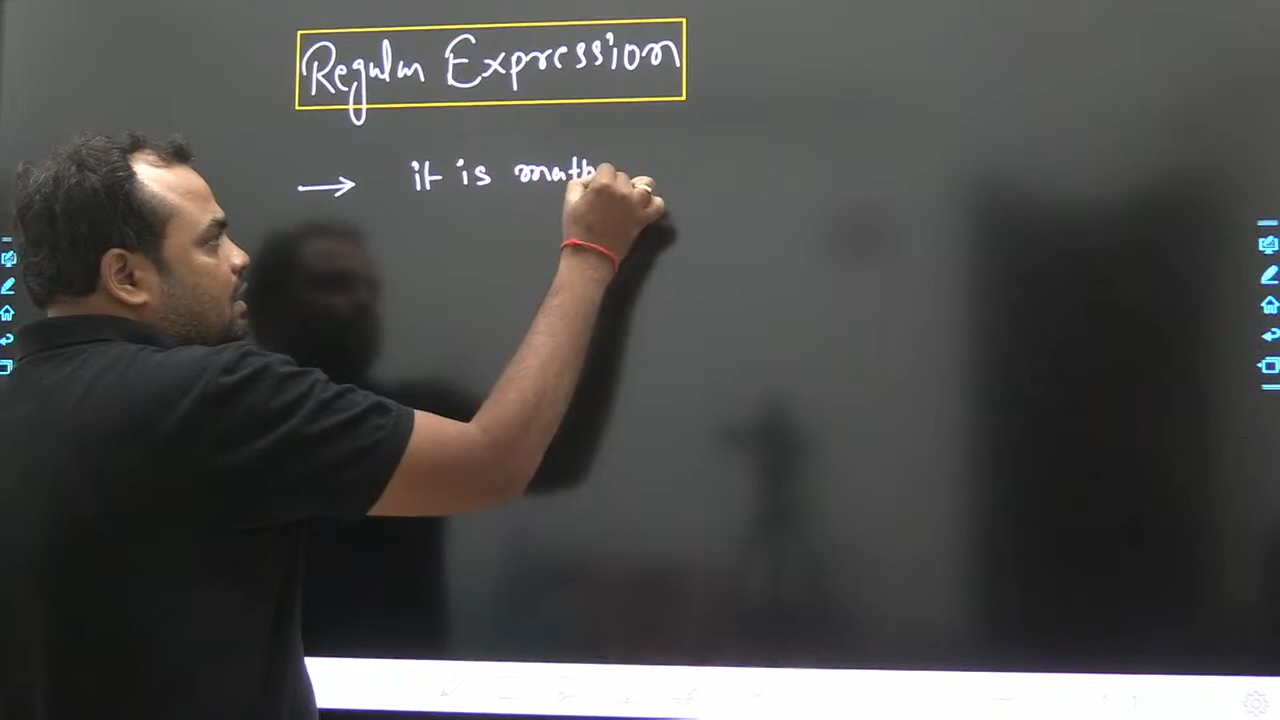 Regular Expression
→ it is math